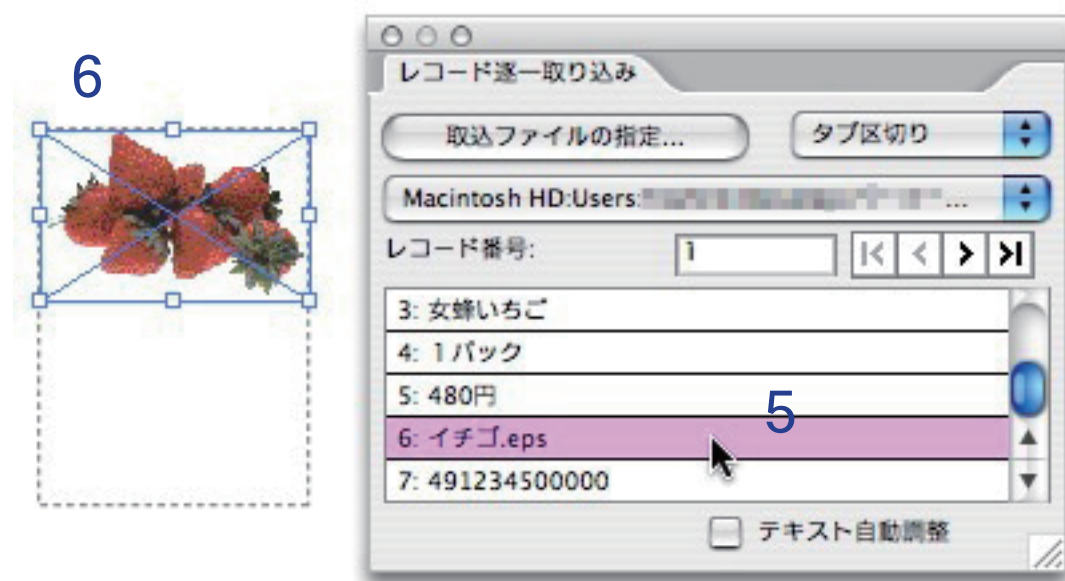 6
レコード逐一取り込み
取込ファイルの指定...
タブ区切り
Macintosh HD:Users: ...
レコード番号:
1
3: 女蜂いちご
4: 1パック
5: 480円
5
6: イチゴ.eps
7: 491234500000
テキスト自動調整